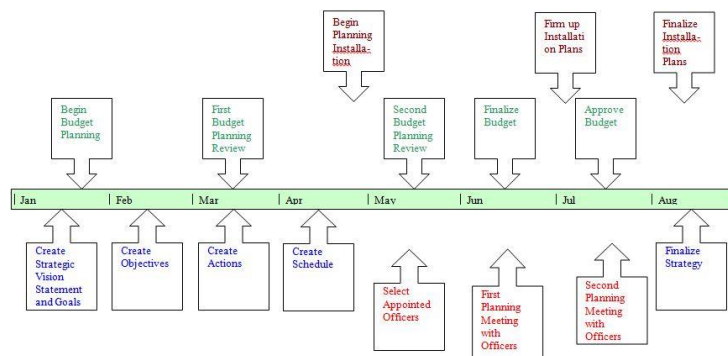 Begin
Planning
Installa-
tion
Firm up
Installati
on Plans
Finalize
Installa-
tion
Plans
Begin
Budget
Planning
First
Budget
Planning
Review
Second
Budget
Planning
Review
Finalize
Budget
Approve
Budget
Jan Feb Mar Apr May Jun Jul Aug
Create
Strategic
Vision
Statement
and Goals
Create
Objectives
Create
Actions
Create
Schedule
Select
Appointed
Officers
First
Planning
Meeting
with
Officers
Second
Planning
Meeting
with
Officers
Finalize
Strategy